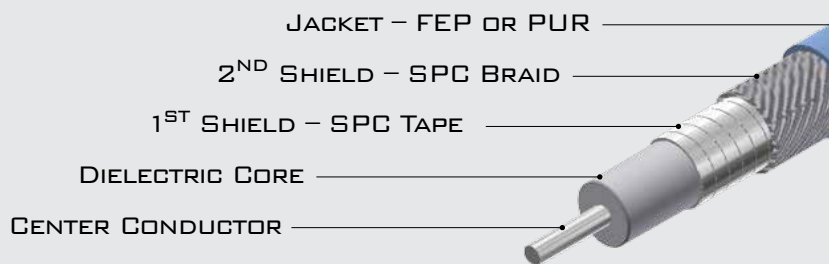 JACKET – FEP OR PUR
2ND SHIELD – SPC BRAID
1ST SHIELD – SPC TAPE
DIELECTRIC CORE
CENTER CONDUCTOR